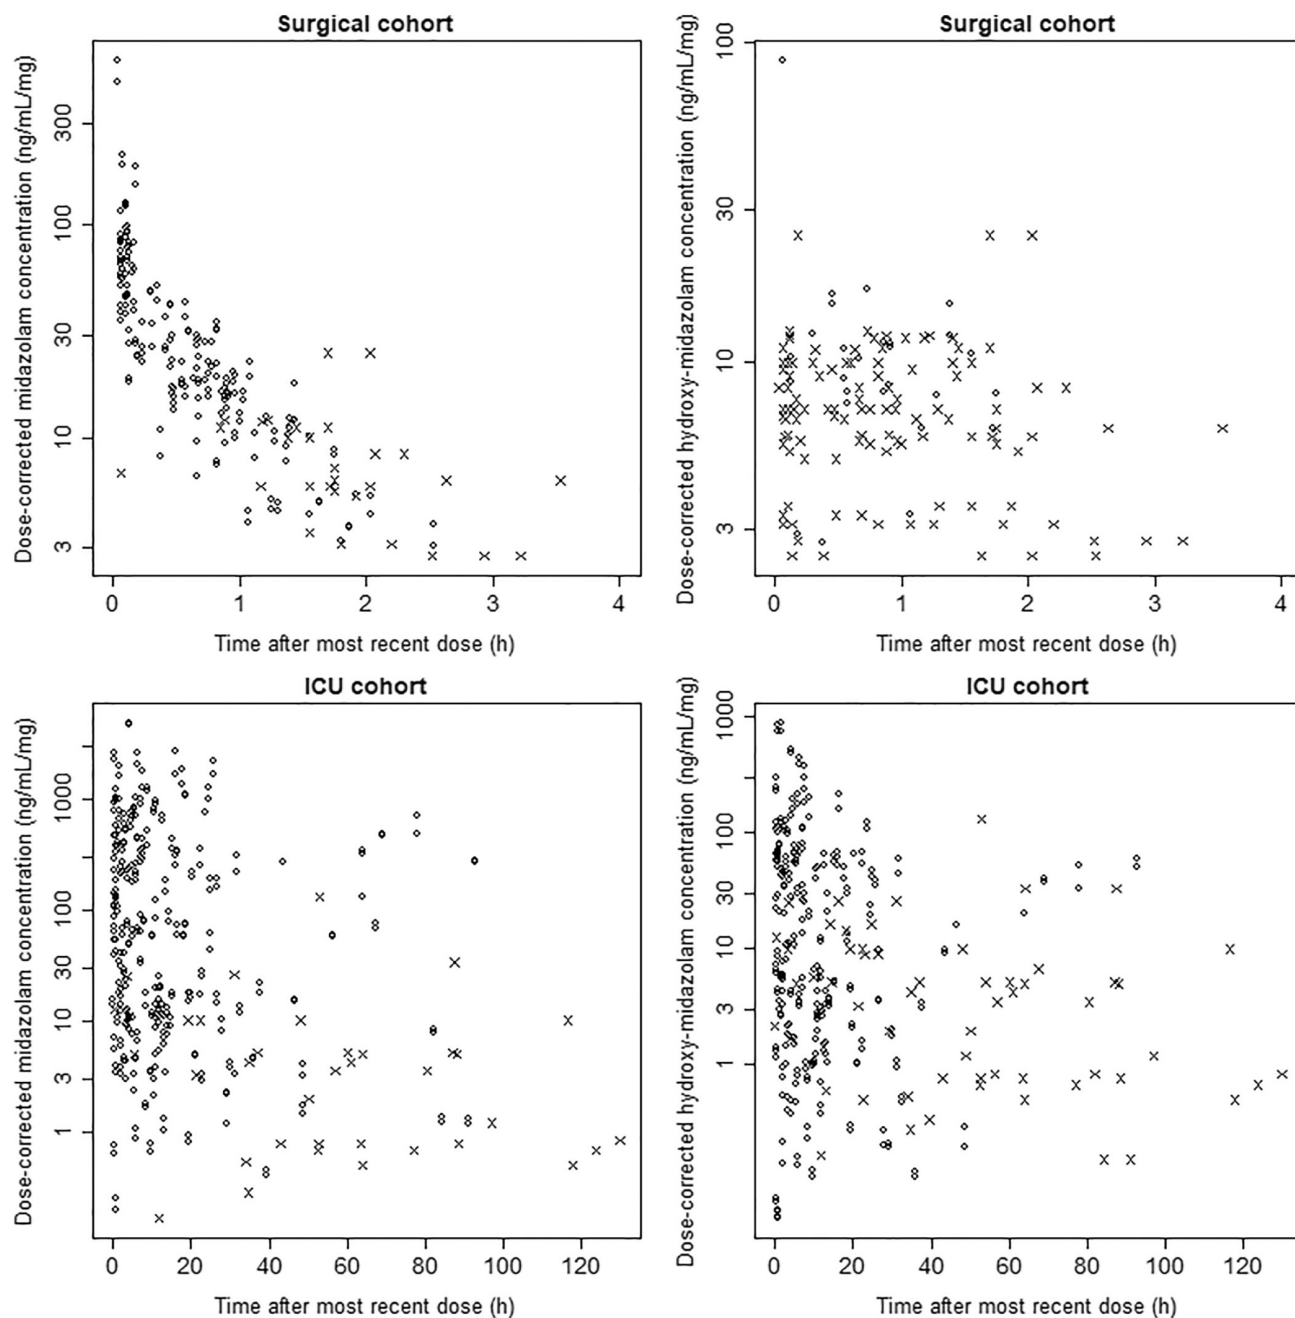 Surgical cohort
Dose-corrected midazolam concentration (ng/mL/mg)
300
100
30
10
3
0 1 2 3 4
Time after most recent dose (h)
Surgical cohort
Dose-corrected hydroxy-midazolam concentration (ng/mL/mg)
100
30
10
3
0 1 2 3 4
Time after most recent dose (h)
ICU cohort
Dose-corrected midazolam concentration (ng/mL/mg)
1000
100
30
10
3
1
0 20 40 60 80 100 120
Time after most recent dose (h)
ICU cohort
Dose-corrected hydroxy-midazolam concentration (ng/mL/mg)
1000
100
30
10
3
1
0 20 40 60 80 100 120
Time after most recent dose (h)